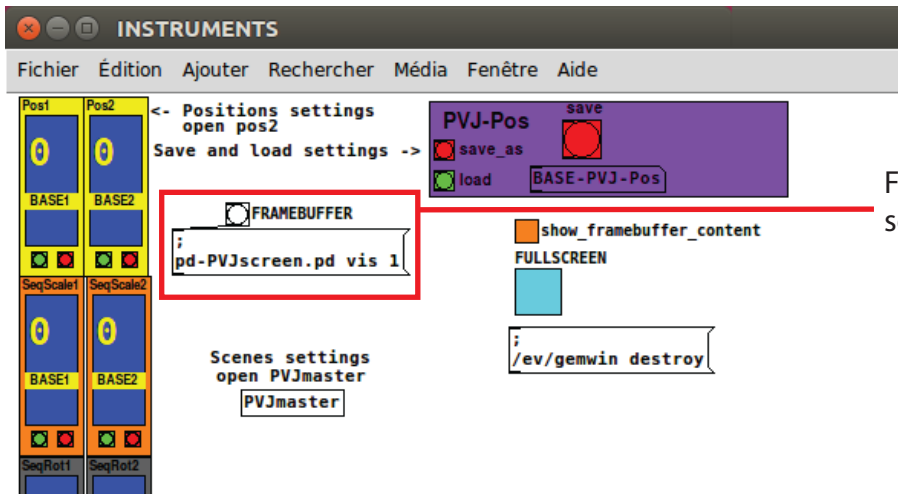 INSTRUMENTS
Fichier Édition Ajouter Rechercher Média Fenêtre Aide
Pos1 Pos2
0 0
BASE1 BASE2
<- Positions settings
open pos2
Save and load settings ->
PVJ-Pos
save
save_as
load
BASE-PVJ-Pos
FRAMEBUFFER
;
pd-PVJscreen.pd vis 1
show_framebuffer_content
FULLSCREEN
;
/ev/gemwin destroy
SeqScale1 SeqScale2
0 0
BASE1 BASE2
Scenes settings
open PVJmaster
PVJmaster
SeqRot1 SeqRot2